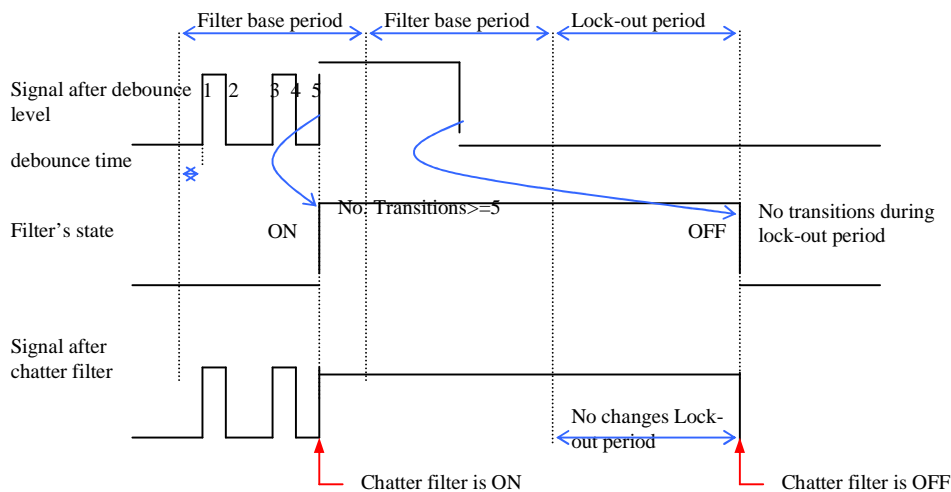 Filter base period
Filter base period
Lock-out period
Signal after debounce
level
1 2 3 4 5
debounce time
No. Transitions>=5
Filter's state
ON
OFF
No transitions during
lock-out period
Signal after
chatter filter
No changes Lock-
out period
Chatter filter is ON
Chatter filter is OFF